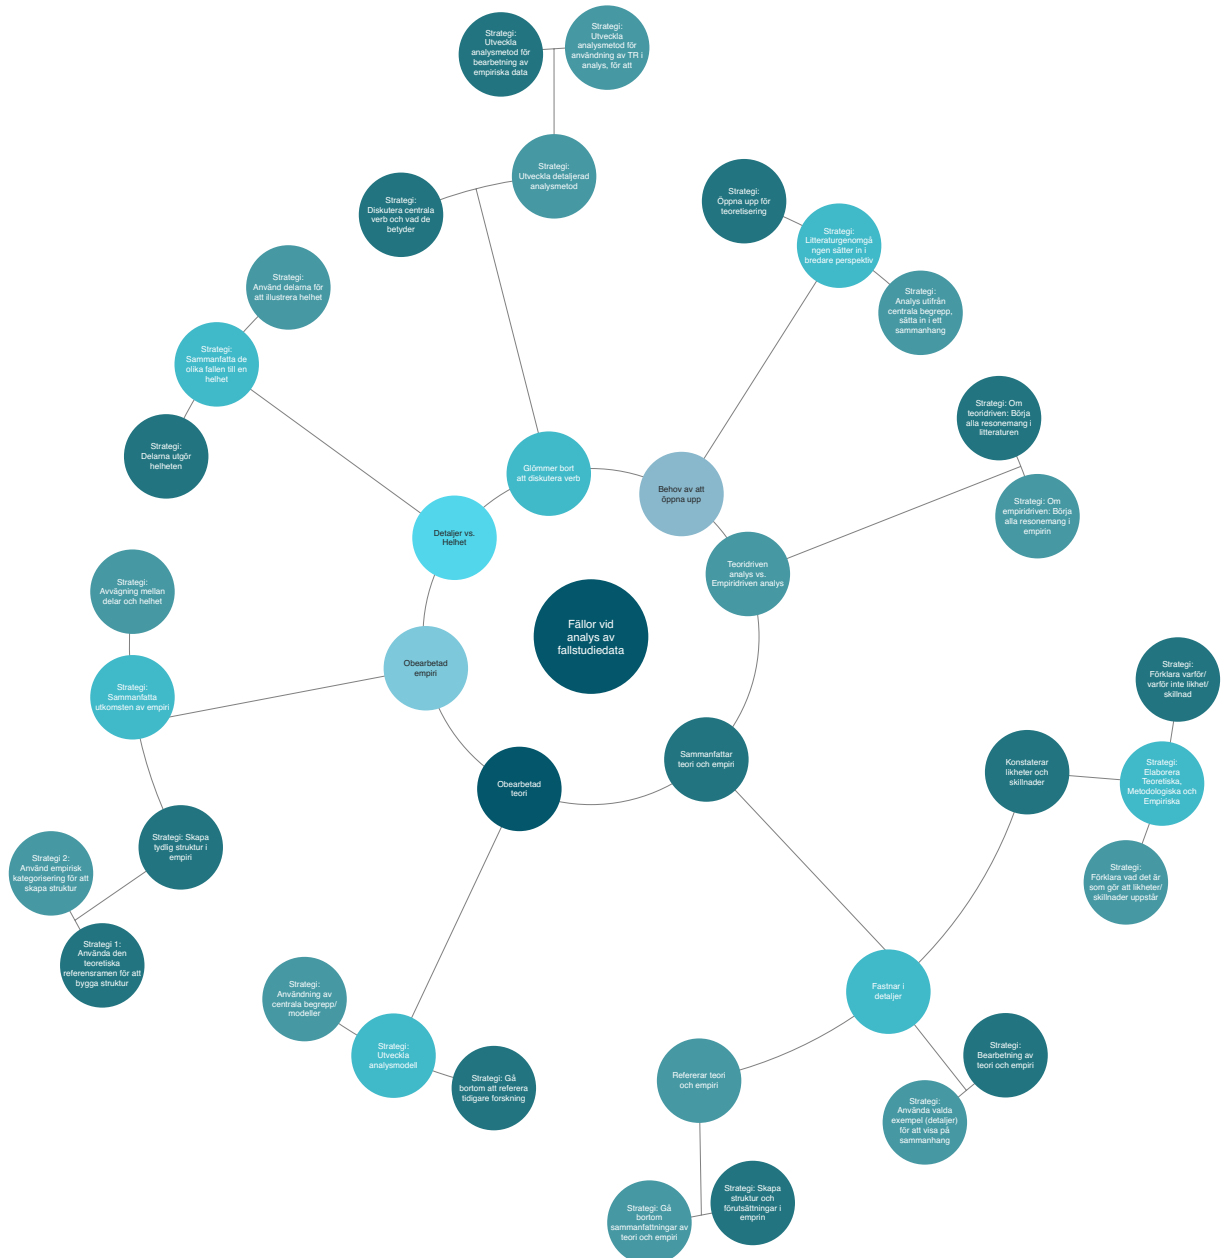 Strategi:
Utveckla
analysmetod för
bearbetning av
empiriska data
Strategi:
Utveckla
analysmetod för
användning av TR i
analys, för att
Strategi:
Utveckla detaljerad
analysmetod
Strategi:
Diskutera centrala
verb och vad de
betyder
Strategi:
Öppna upp för
teoretisering
Strategi:
Litteraturgenomgå
ngen sätter in i
bredare perspektiv
Strategi:
Analys utifrån
centrala begrepp,
sätta in i ett
sammanhang
Strategi:
Använd delarna för
att illustrera helhet
Strategi:
Sammanfatta de
olika fallen till en
helhet
Strategi:
Delarna utgör
helheten
Strategi: Om
teoridriven: Börja
alla resonemang i
litteraturen
Strategi: Om
empiridriven: Börja
alla resonemang i
empirin
Glömmer bort
att diskutera verb
Behov av att
öppna upp
Detaljer vs.
Helhet
Teoridriven
analys vs.
Empiridriven analys
Fällor vid
analys av
fallstudiedata
Strategi:
Avvägning mellan
delar och helhet
Obearbetad
empiri
Strategi:
Sammanfatta
utkomsten av empiri
Strategi:
Förklara varför/
varför inte likhet/
skillnad
Sammanfattar
teori och empiri
Konstaterar
likheter och
skillnader
Strategi:
Elaborera
Teoretiska,
Metodologiska och
Empiriska
Obearbetad
teori
Strategi: Skapa
tydlig struktur i
empiri
Strategi 2:
Använd empirisk
kategorisering för att
skapa struktur
Strategi:
Förklara vad det är
som gör att likheter/
skillnader uppstår
Strategi 1:
Använda den
teoretiska
referensramen för att
bygga struktur
Strategi:
Användning av
centrala begrepp/
modeller
Fastnar i
detaljer
Strategi:
Utveckla
analysmodell
Strategi: Gå
bortom att referera
tidigare forskning
Refererar teori
och empiri
Strategi:
Bearbetning av
teori och empiri
Strategi:
Använda valda
exempel (detaljer)
för att visa på
sammanhang
Strategi: Skapa
struktur och
förutsättningar i
emprin
Strategi: Gå
bortom
sammanfattningar av
teori och empiri